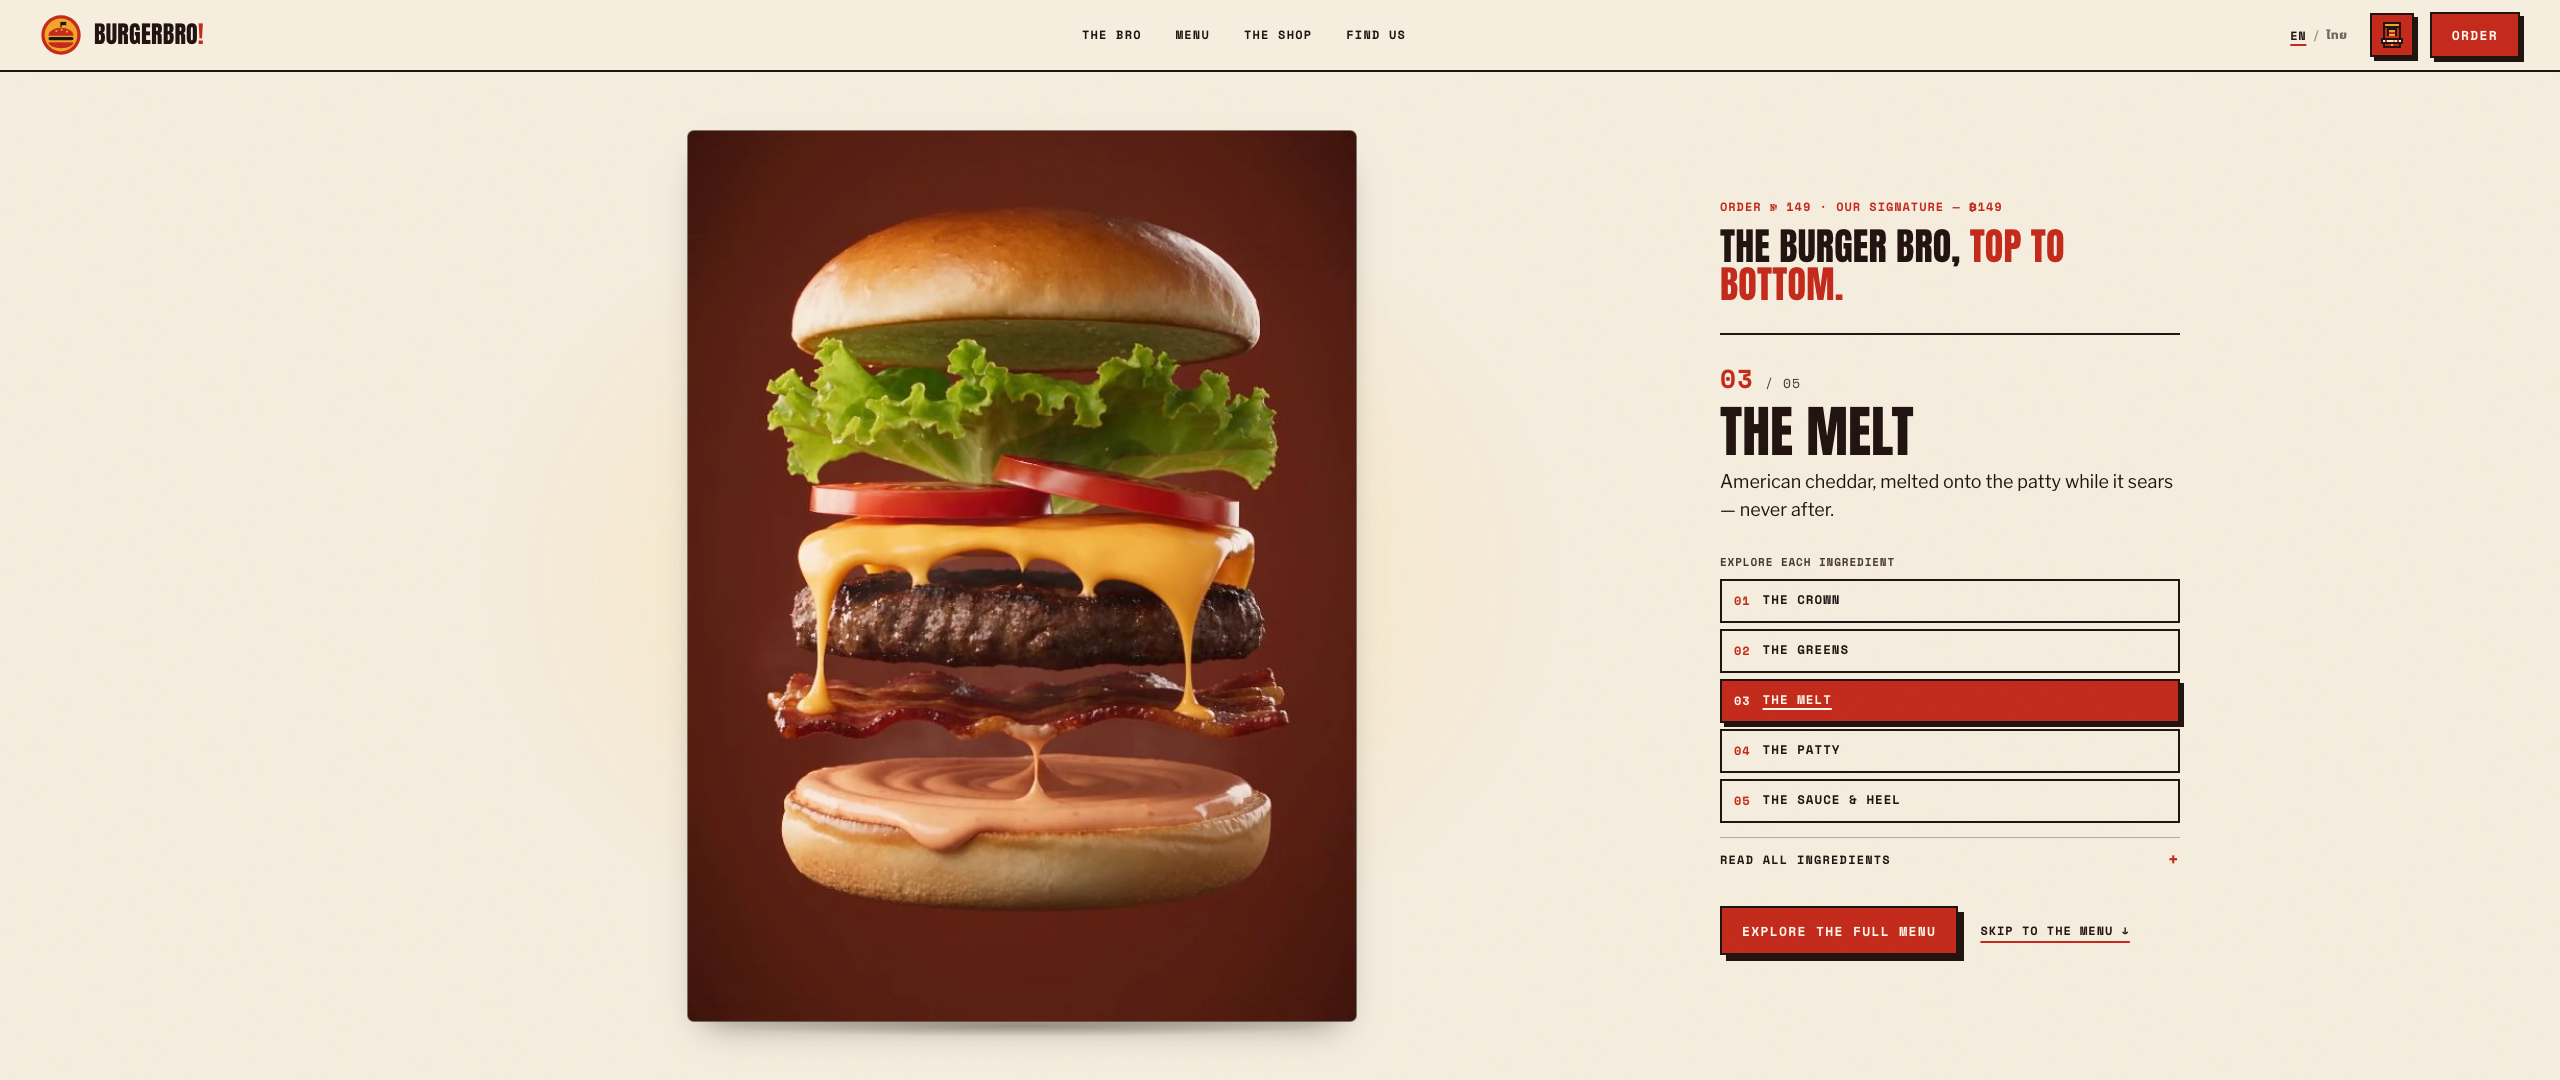 BURGERBRO!
THE BRO
MENU
THE SHOP
FIND US
EN / ไทย
ORDER
ORDER № 149 · OUR SIGNATURE — ฿149
THE BURGER BRO, TOP TO
BOTTOM.
03 / 05
THE MELT
American cheddar, melted onto the patty while it sears
— never after.
EXPLORE EACH INGREDIENT
01 THE CROWN
02 THE GREENS
03 THE MELT
04 THE PATTY
05 THE SAUCE & HEEL
READ ALL INGREDIENTS +
EXPLORE THE FULL MENU
SKIP TO THE MENU ↓